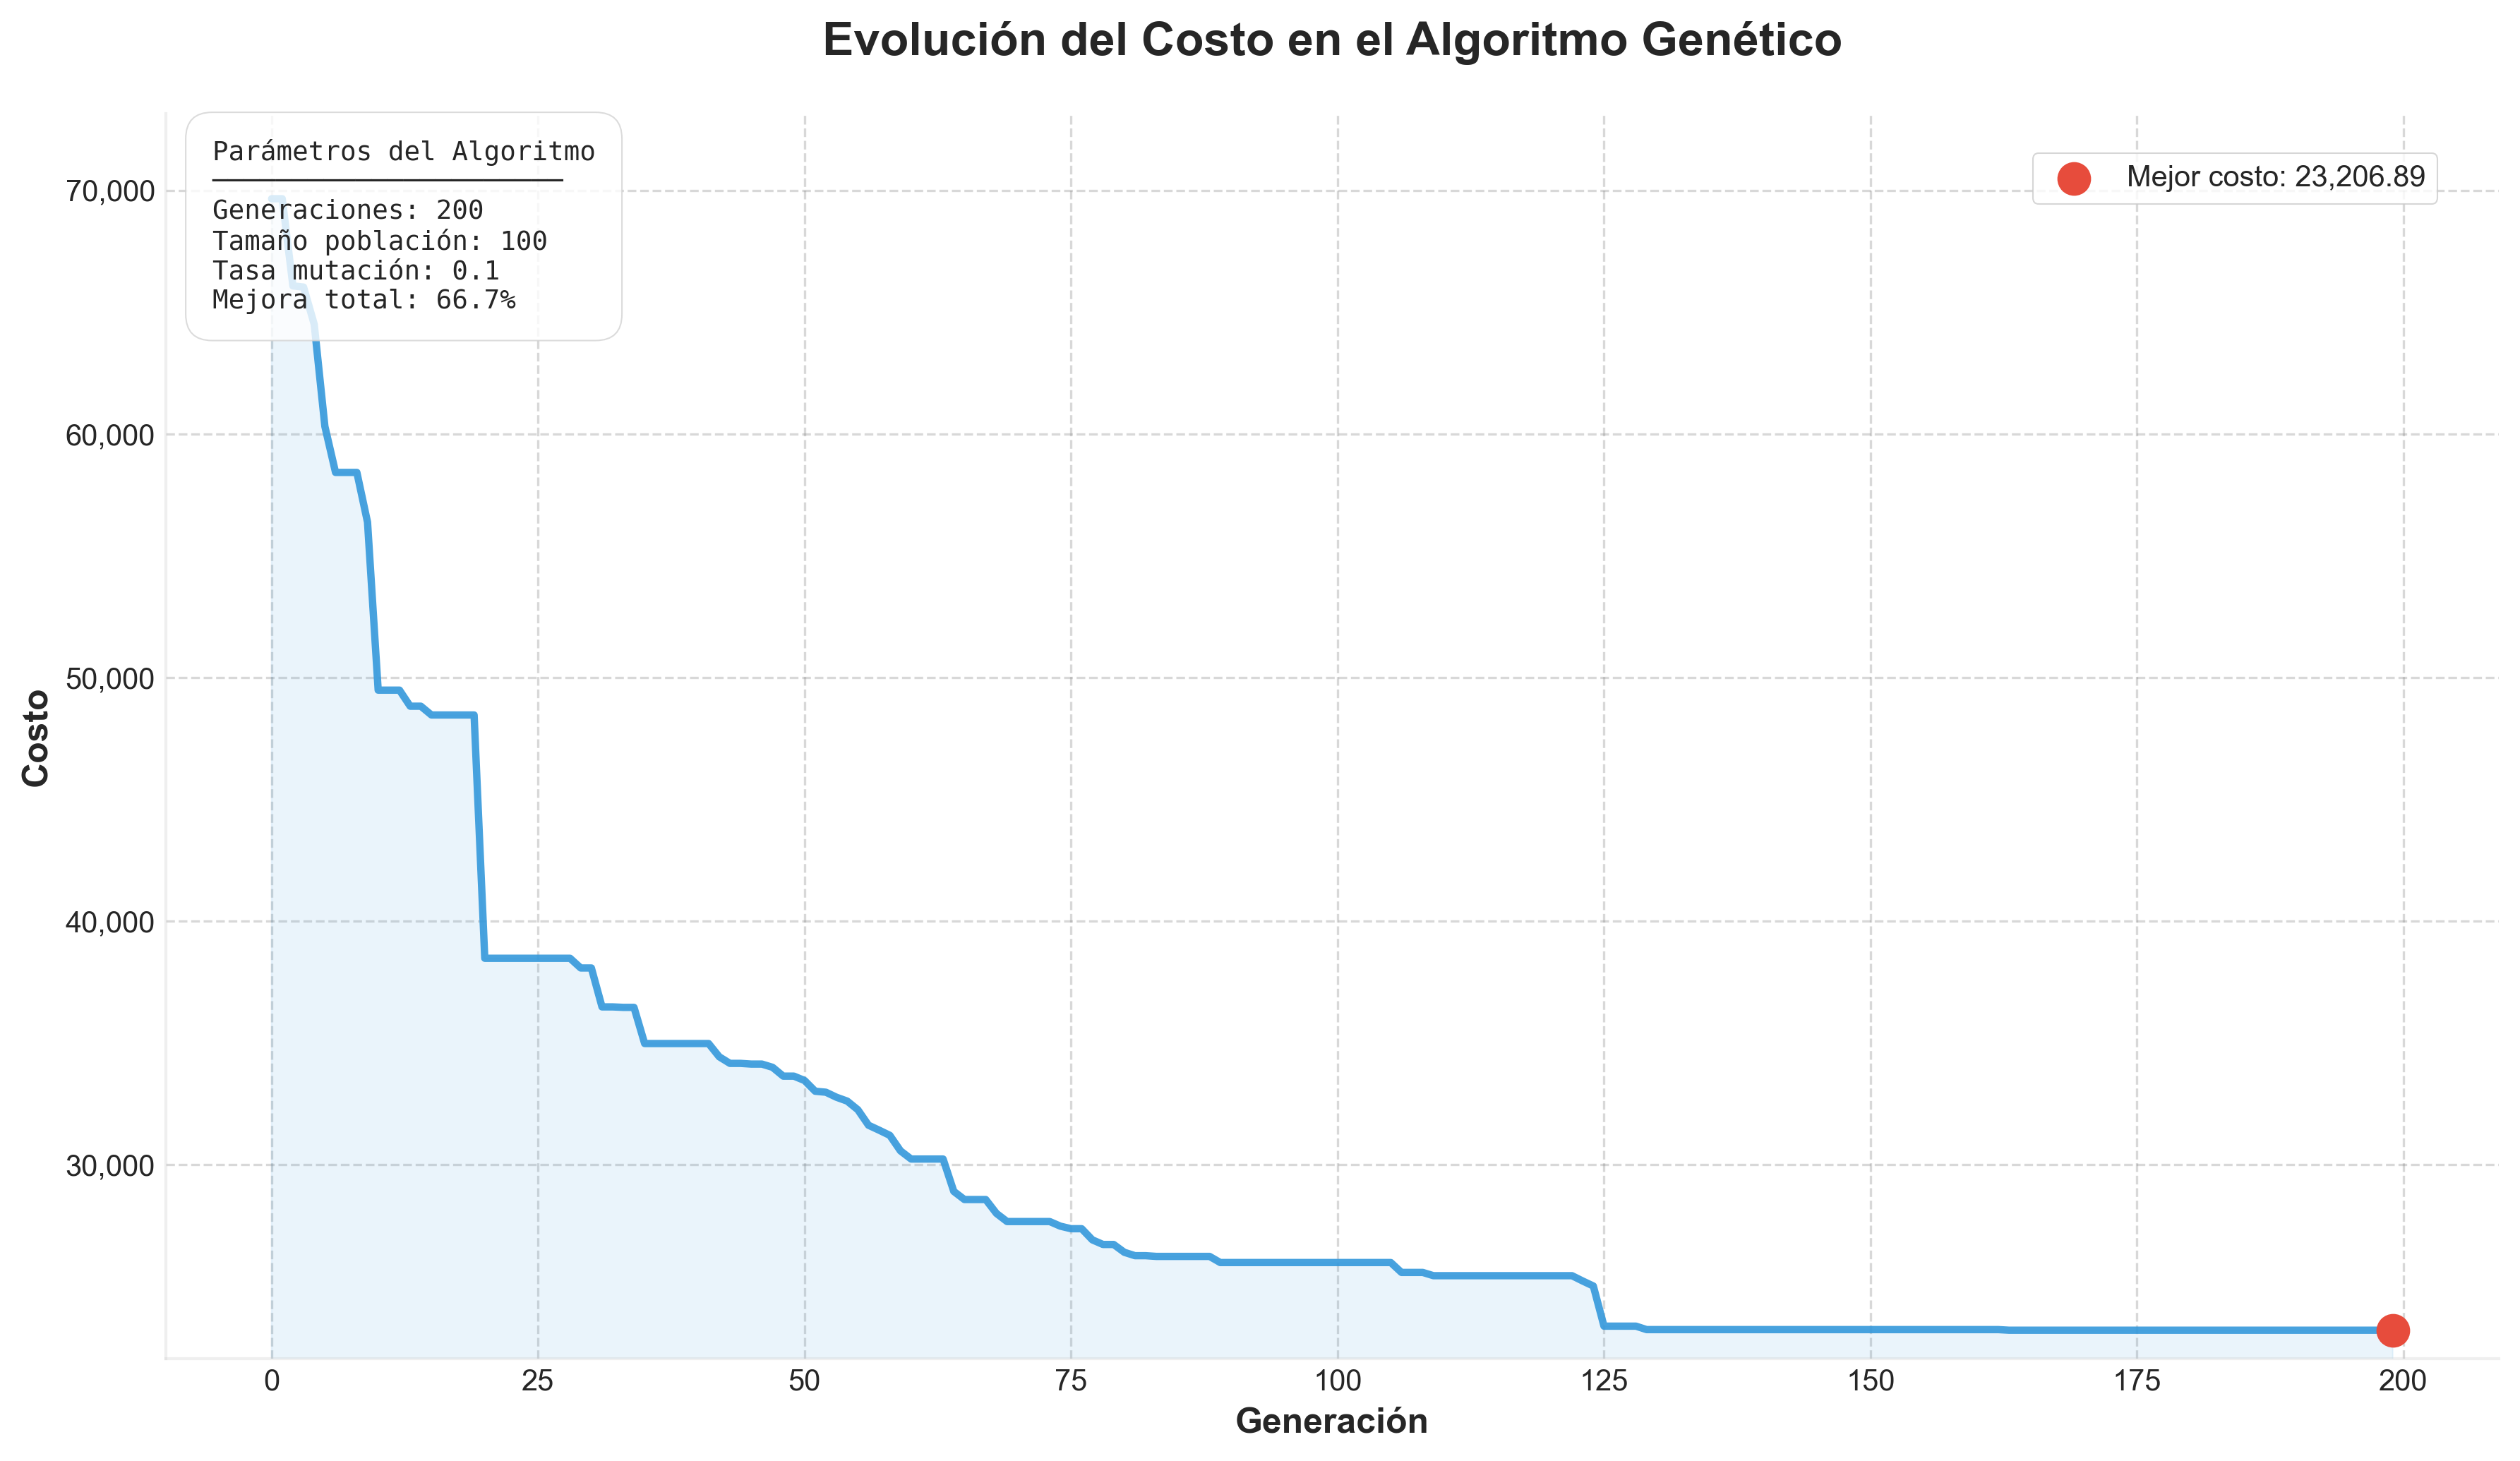 Evolución del Costo en el Algoritmo Genético
Parámetros del Algoritmo
Generaciones: 200
Tamaño población: 100
Tasa mutación: 0.1
Mejora total: 66.7%
Mejor costo: 23,206.89
Costo
70,000
60,000
50,000
40,000
30,000
0 25 50 75 100 125 150 175 200
Generación